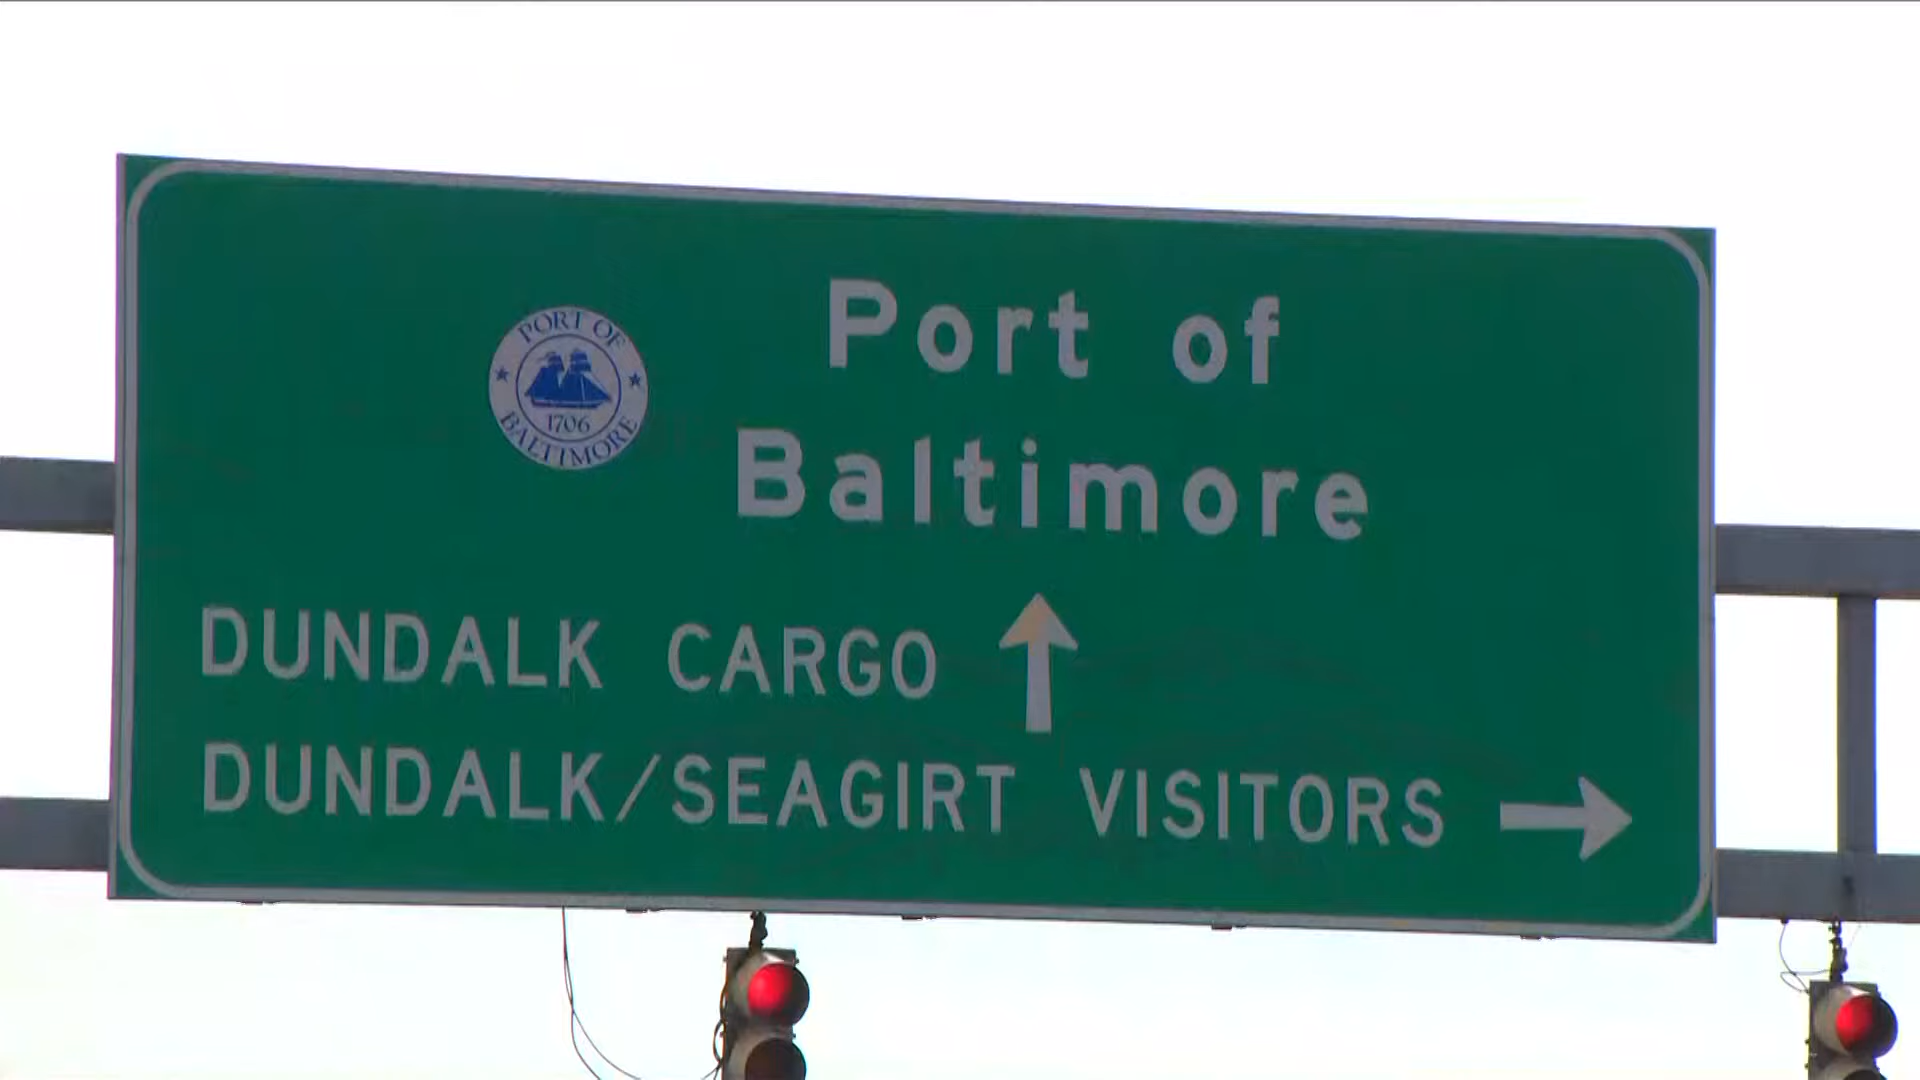 PORT OF
1706
BALTIMORE
Port of
Baltimore
DUNDALK CARGO
DUNDALK/SEAGIRT VISITORS